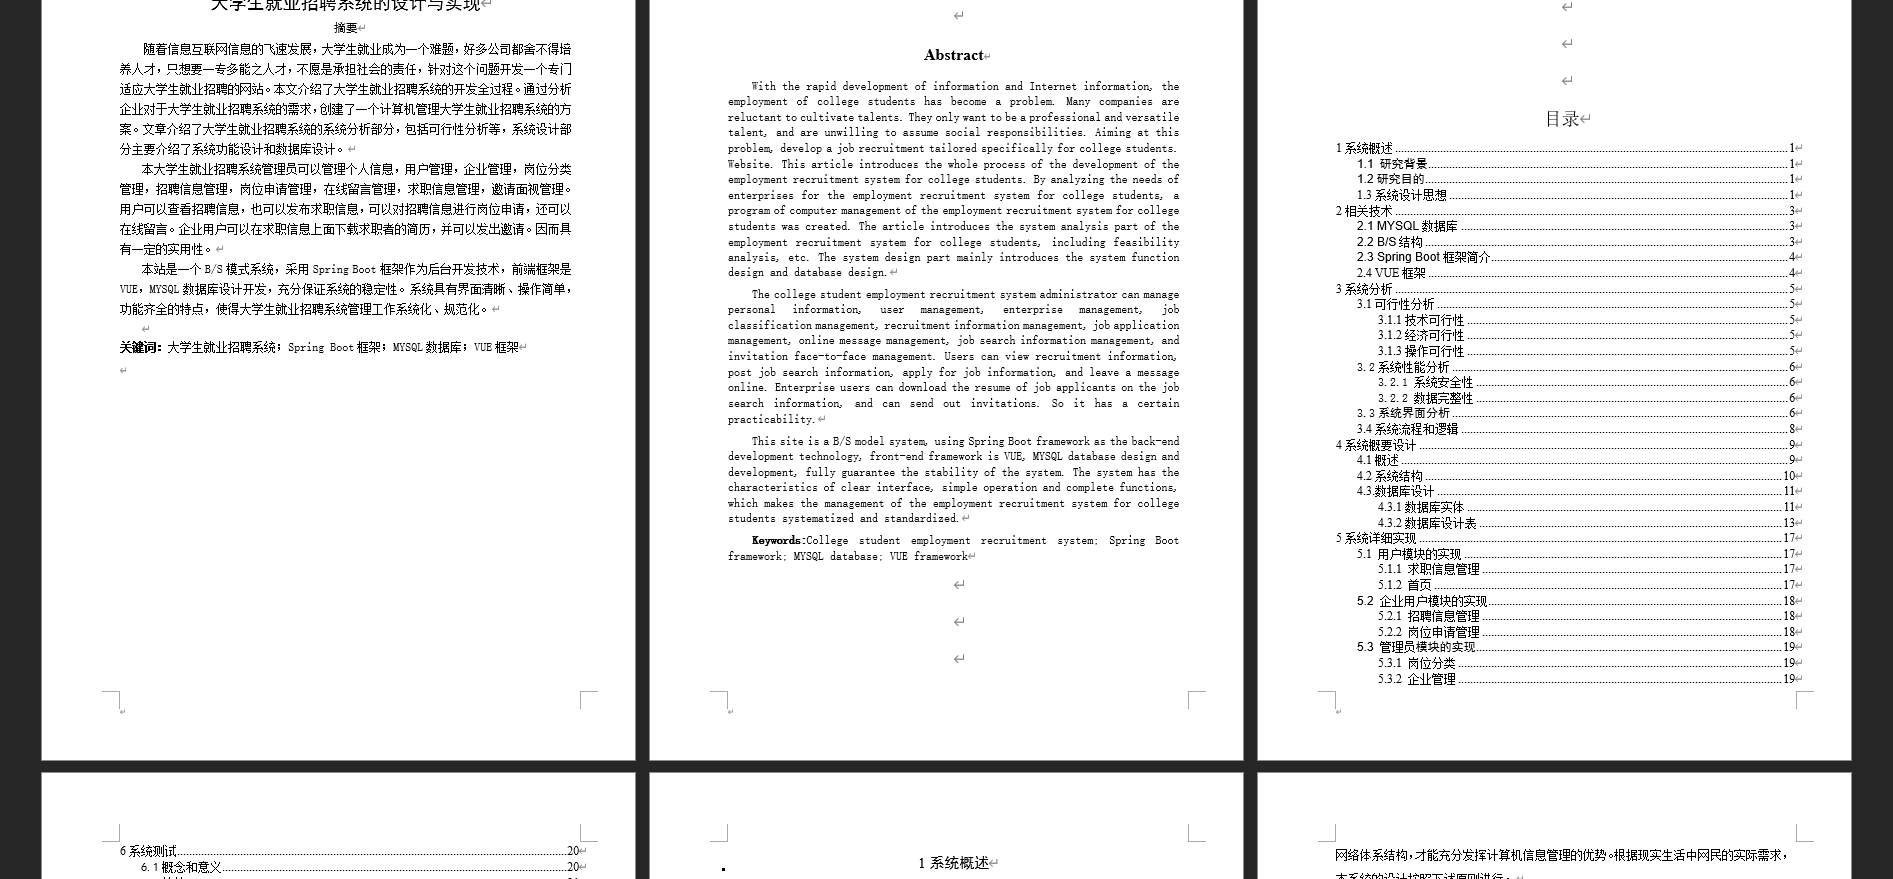 大学生就业招聘系统的设计与实现
摘要
随着信息互联网信息的飞速发展，大学生就业成为一个难题，好多公司都舍不得培
养人才，只想要一专多能之人才，不愿是承担社会的责任，针对这个问题开发一个专门
适应大学生就业招聘的网站。本文介绍了大学生就业招聘系统的开发全过程。通过分析
企业对于大学生就业招聘系统的需求，创建了一个计算机管理大学生就业招聘系统的方
案。文章介绍了大学生就业招聘系统的系统分析部分，包括可行性分析等，系统设计部
分主要介绍了系统功能设计和数据库设计。
本大学生就业招聘系统管理员可以管理个人信息，用户管理，企业管理，岗位分类
管理，招聘信息管理，岗位申请管理，在线留言管理，求职信息管理，邀请面视管理。
用户可以查看招聘信息，也可以发布求职信息，可以对招聘信息进行岗位申请，还可以
在线留言。企业用户可以在求职信息上面下载求职者的简历，并可以发出邀请。因而具
有一定的实用性。
本站是一个 B/S 模式系统，采用 Spring Boot 框架作为后台开发技术，前端框架是
VUE，MYSQL 数据库设计开发，充分保证系统的稳定性。系统具有界面清晰、操作简单，
功能齐全的特点，使得大学生就业招聘系统管理工作系统化、规范化。
关键词：大学生就业招聘系统；Spring Boot 框架；MYSQL 数据库；VUE 框架
Abstract
With the rapid development of information and Internet information, the
employment of college students has become a problem. Many companies are
reluctant to cultivate talents. They only want to be a professional and versatile
talent, and are unwilling to assume social responsibilities. Aiming at this
problem, develop a job recruitment tailored specifically for college students.
Website. This article introduces the whole process of the development of the
employment recruitment system for college students. By analyzing the needs of
enterprises for the employment recruitment system for college students, a
program of computer management of the employment recruitment system for college
students was created. The article introduces the system analysis part of the
employment recruitment system for college students, including feasibility
analysis, etc. The system design part mainly introduces the system function
design and database design.
The college student employment recruitment system administrator can manage
personal information, user management, enterprise management, job
classification management, recruitment information management, job application
management, online message management, job search information management, and
invitation face-to-face management. Users can view recruitment information,
post job search information, apply for job information, and leave a message
online. Enterprise users can download the resume of job applicants on the job
search information, and can send out invitations. So it has a certain
practicability.
This site is a B/S model system, using Spring Boot framework as the back-end
development technology, front-end framework is VUE, MYSQL database design and
development, fully guarantee the stability of the system. The system has the
characteristics of clear interface, simple operation and complete functions,
which makes the management of the employment recruitment system for college
students systematized and standardized.
Keywords:College student employment recruitment system; Spring Boot
framework; MYSQL database; VUE framework
目录
1 系统概述 1
1.1 研究背景 1
1.2 研究目的 1
1.3 系统设计思想 1
2 相关技术 3
2.1 MYSQL 数据库 3
2.2 B/S 结构 3
2.3 Spring Boot 框架简介 4
2.4 VUE 框架 4
3 系统分析 5
3.1 可行性分析 5
3.1.1 技术可行性 5
3.1.2 经济可行性 5
3.1.3 操作可行性 5
3.2 系统性能分析 6
3.2.1 系统安全性 6
3.2.2 数据完整性 6
3.3 系统界面分析 6
3.4 系统流程和逻辑 8
4 系统概要设计 9
4.1 概述 9
4.2 系统结构 10
4.3.数据库设计 11
4.3.1 数据库实体 11
4.3.2 数据库设计表 13
5 系统详细实现 17
5.1 用户模块的实现 17
5.1.1 求职信息管理 17
5.1.2 首页 17
5.2 企业用户模块的实现 18
5.2.1 招聘信息管理 18
5.2.2 岗位申请管理 18
5.3 管理员模块的实现 19
5.3.1 岗位分类 19
5.3.2 企业管理 19
6 系统测试 20
6.1 概念和意义 20
1 系统概述
网络体系结构，才能充分发挥计算机信息管理的优势。根据现实生活中网民的实际需求，
本系统的设计按照下述原则进行：